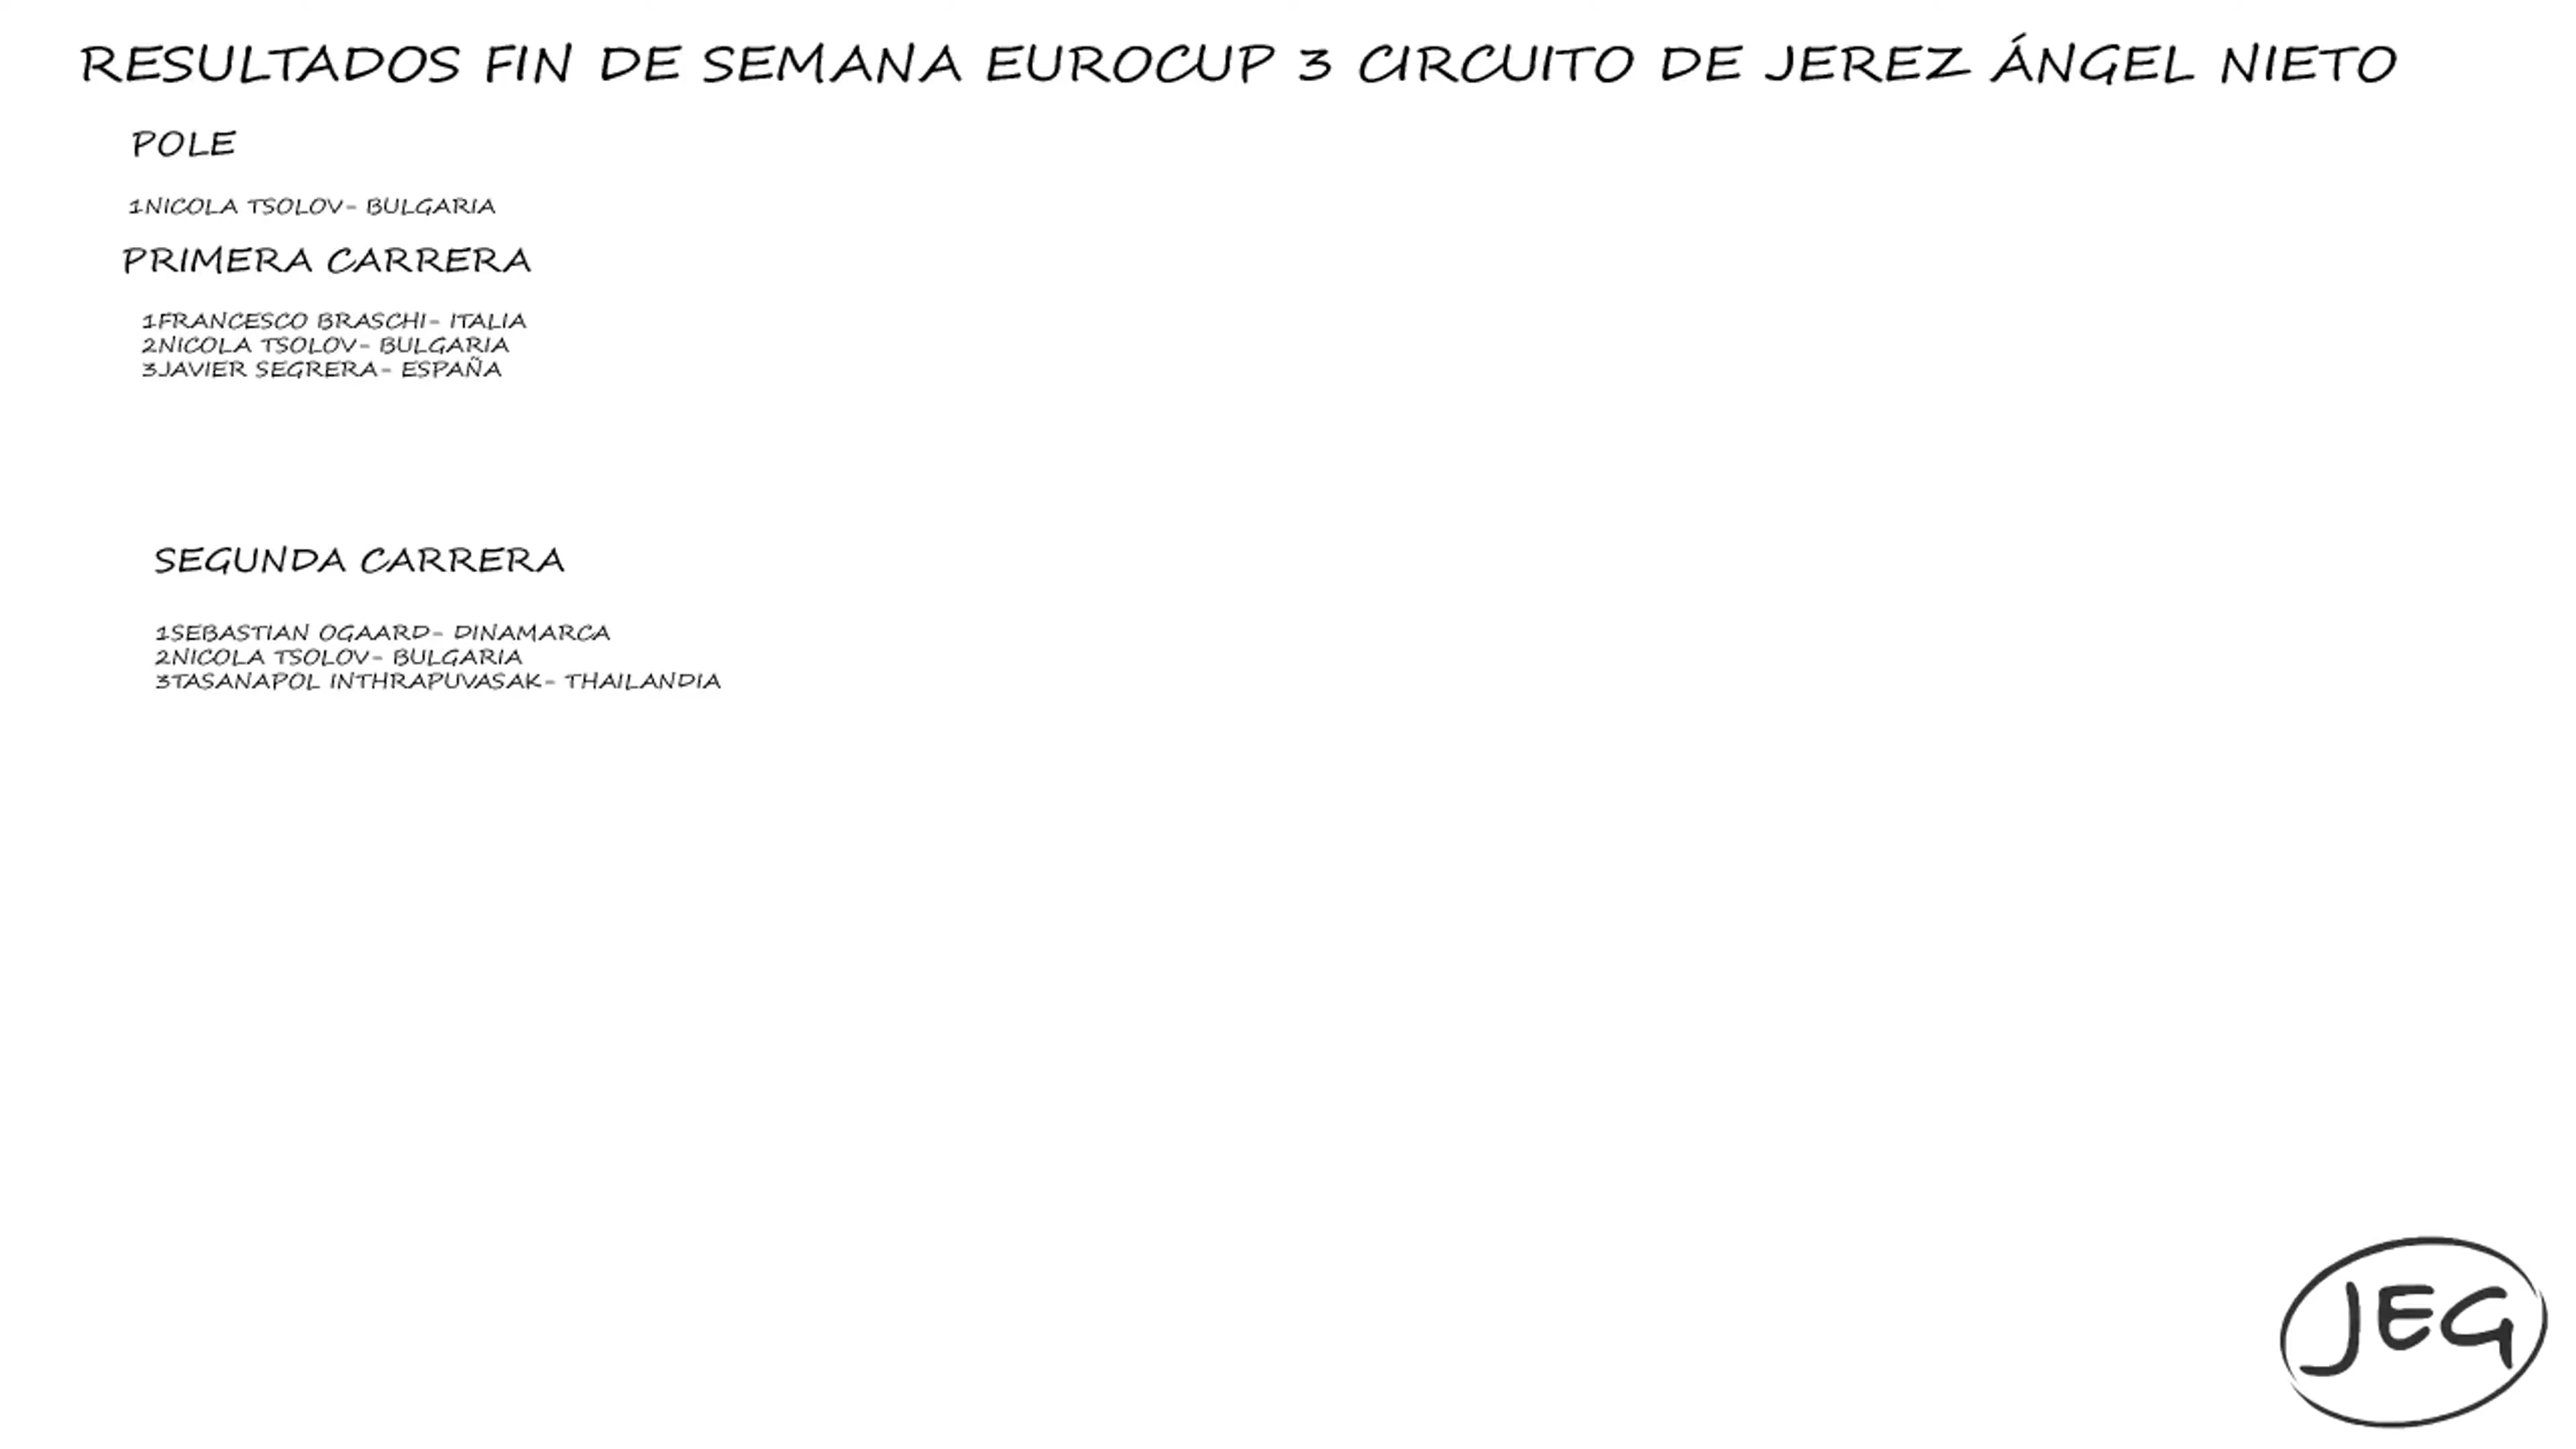 RESULTADOS FIN DE SEMANA EUROCUP 3 CIRCUITO DE JEREZ ÁNGEL NIETO
POLE
1NICOLA TSOLOV- BULGARIA
PRIMERA CARRERA
1FRANCESCO BRASCHI- ITALIA
2NICOLA TSOLOV- BULGARIA
3JAVIER SEGRERA- ESPAÑA
SEGUNDA CARRERA
1SEBASTIAN OGAARD- DINAMARCA
2NICOLA TSOLOV- BULGARIA
3TASANAPOL INTHRAPUVASAK- THAILANDIA
JEG